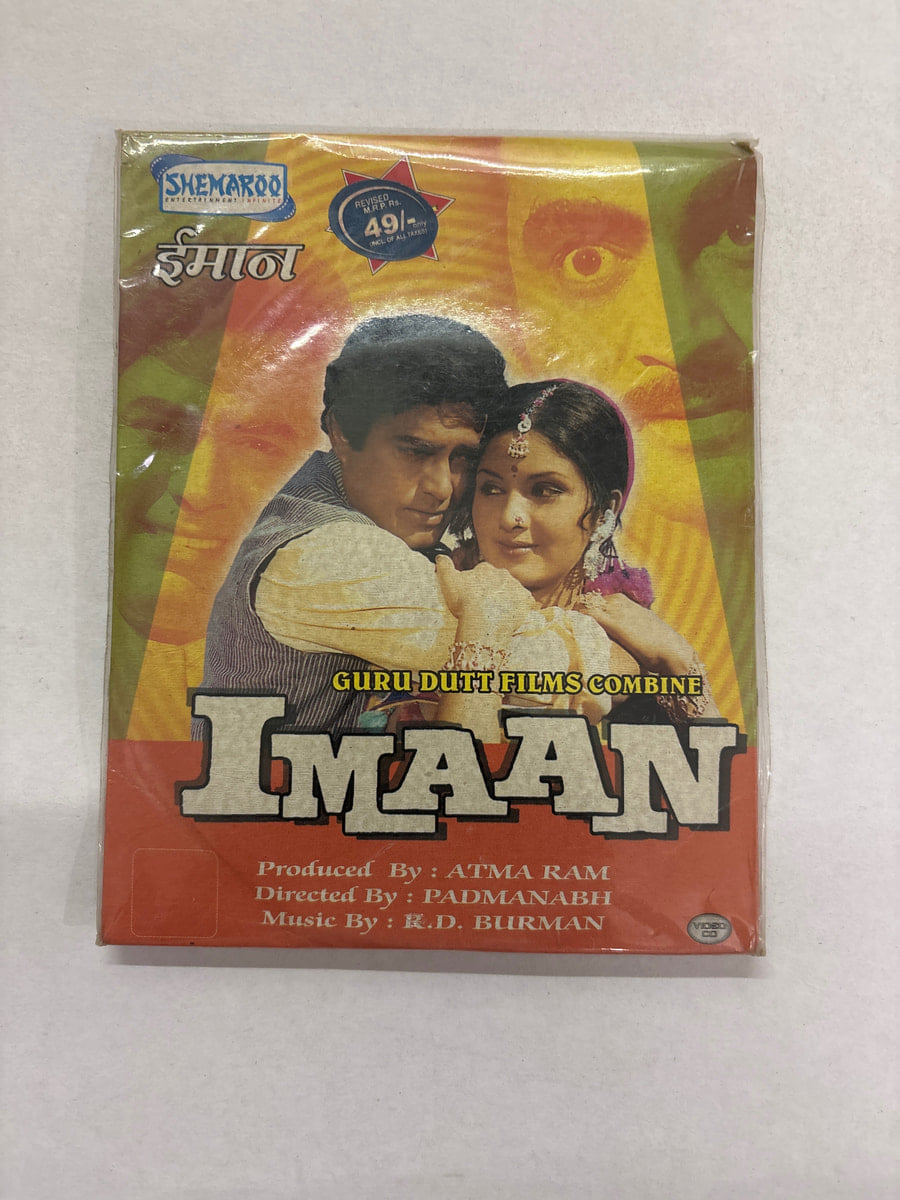 SHEMAROO
ENTERTAINMENT INFINITE
REVISED
M.R.P. Rs.
49/- only
(INCL. OF ALL TAXES)
ईमान
GURU DUTT FILMS COMBINE
IMAAN
Produced By : ATMA RAM
Directed By : PADMANABH
Music By : R.D. BURMAN
VIDEO
CD